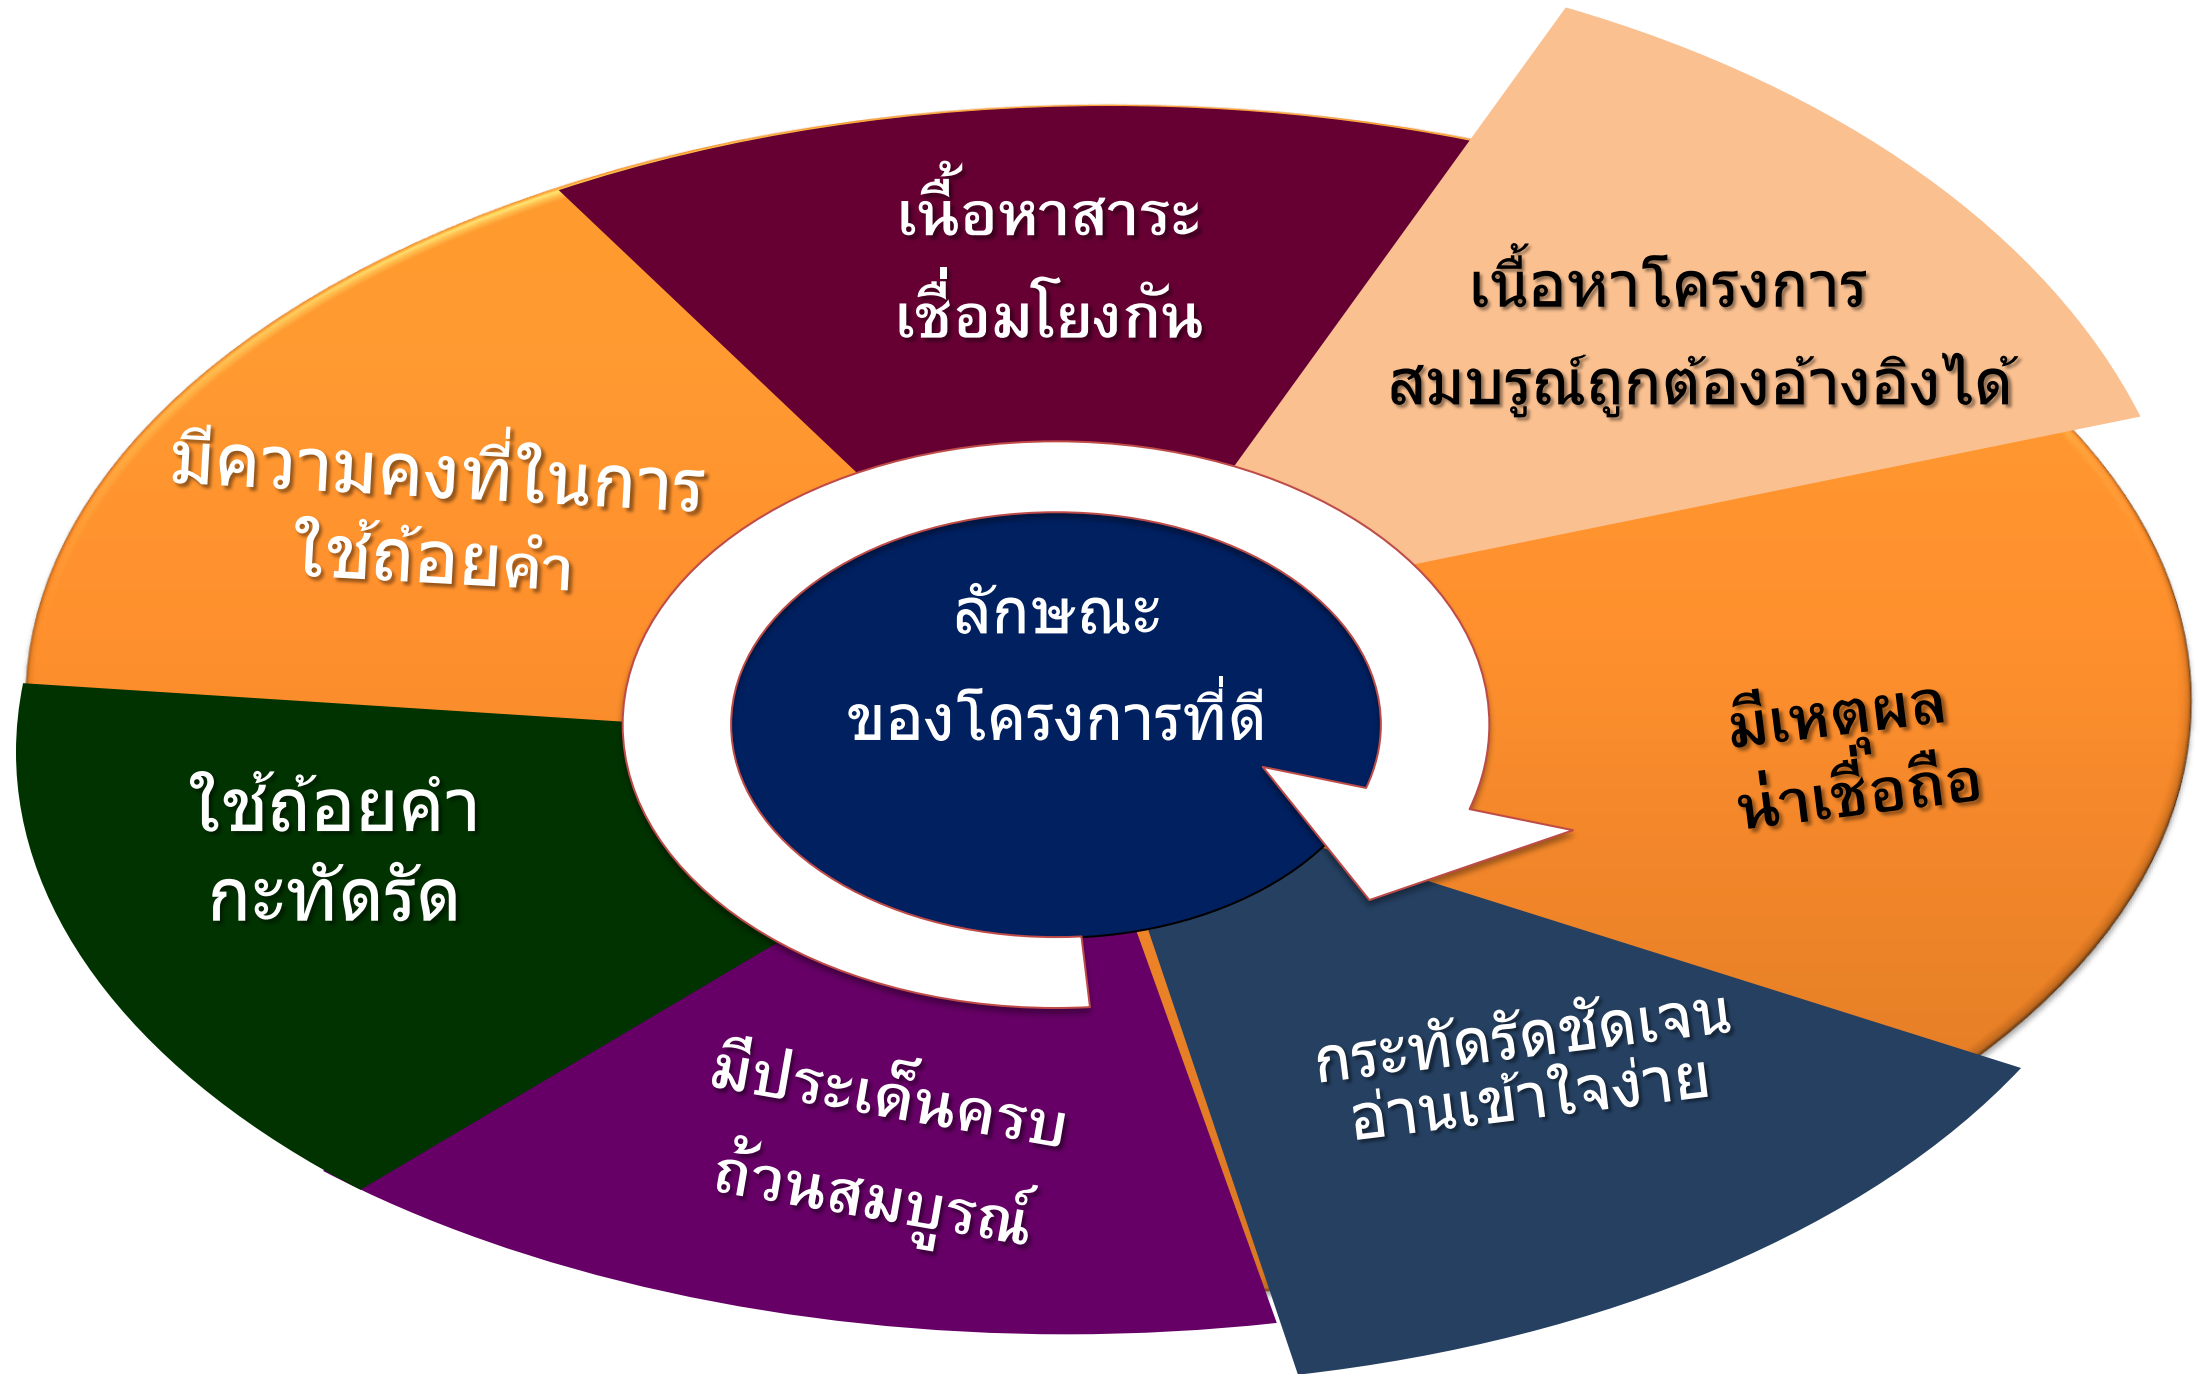 เนื้อหาสาระ
เชื่อมโยงกัน
เนื้อหาโครงการ
สมบรูณ์ถูกต้องอ้างอิงได้
มีความคงที่ในการ
ใช้ถ้อยคำ
ลักษณะ
ของโครงการที่ดี
มีเหตุผล
น่าเชื่อถือ
ใช้ถ้อยคำ
กะทัดรัด
กระทัดรัดชัดเจน
อ่านเข้าใจง่าย
มีประเด็นครบ
ถ้วนสมบูรณ์